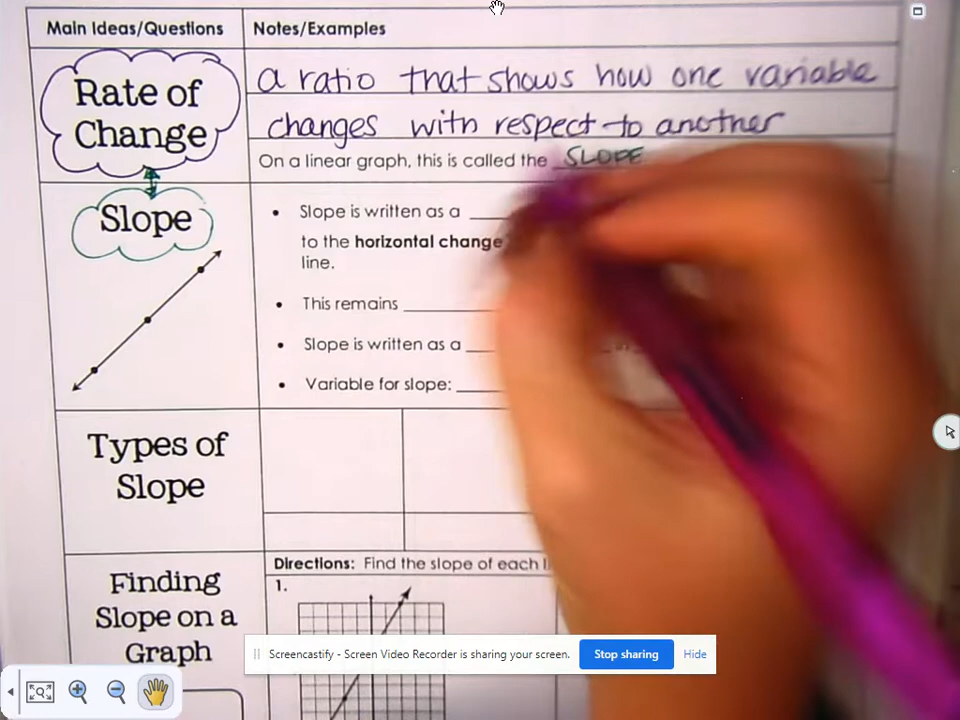 Main Ideas/Questions
Notes/Examples
Rate of
Change
a ratio that shows how one variable
changes with respect to another
On a linear graph, this is called the SLOPE
Slope
• Slope is written as a
to the horizontal change
line.
• This remains
• Slope is written as a
• Variable for slope:
Types of
Slope
Finding
Slope on a
Graph
Directions: Find the slope of each
1.
Screencastify - Screen Video Recorder is sharing your screen.
Stop sharing
Hide